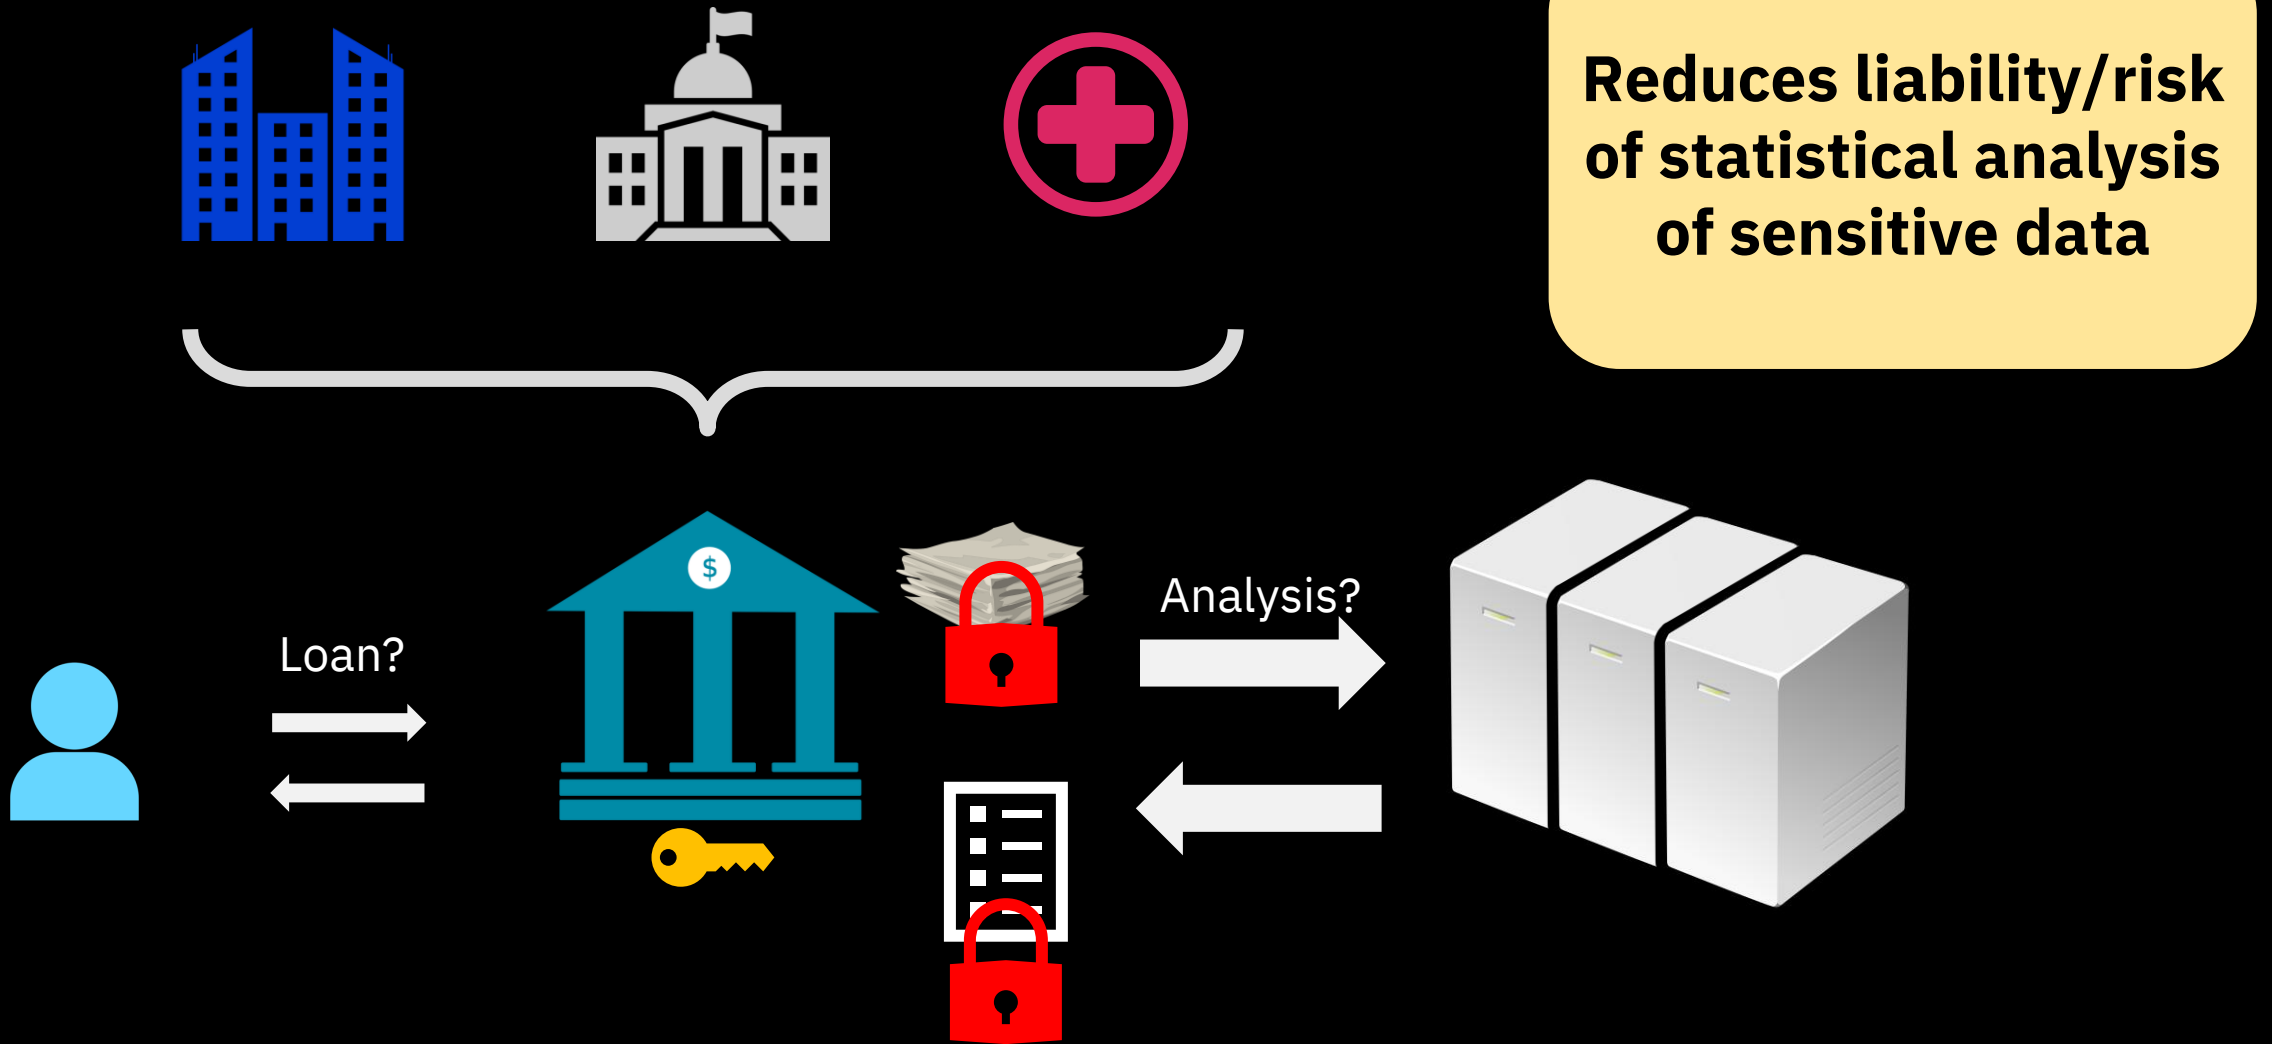 Reduces liability/risk
of statistical analysis
of sensitive data
$
Analysis?
Loan?